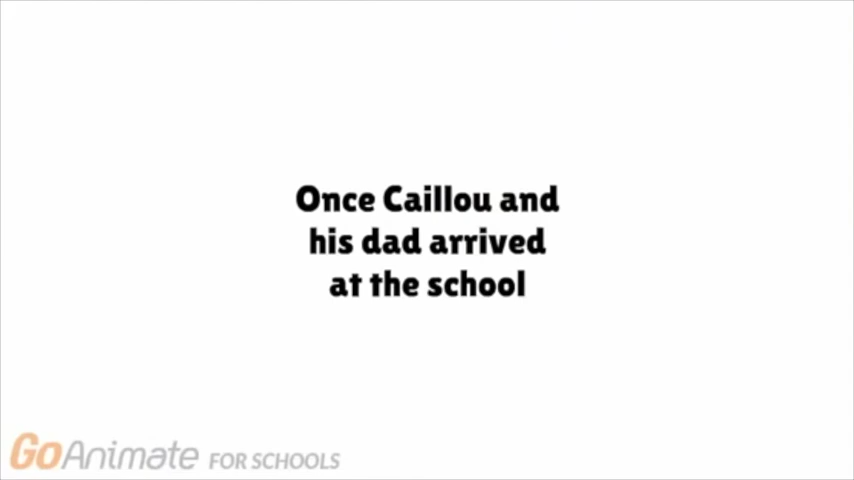 Once Caillou and
his dad arrived
at the school
GoAnimate FOR SCHOOLS